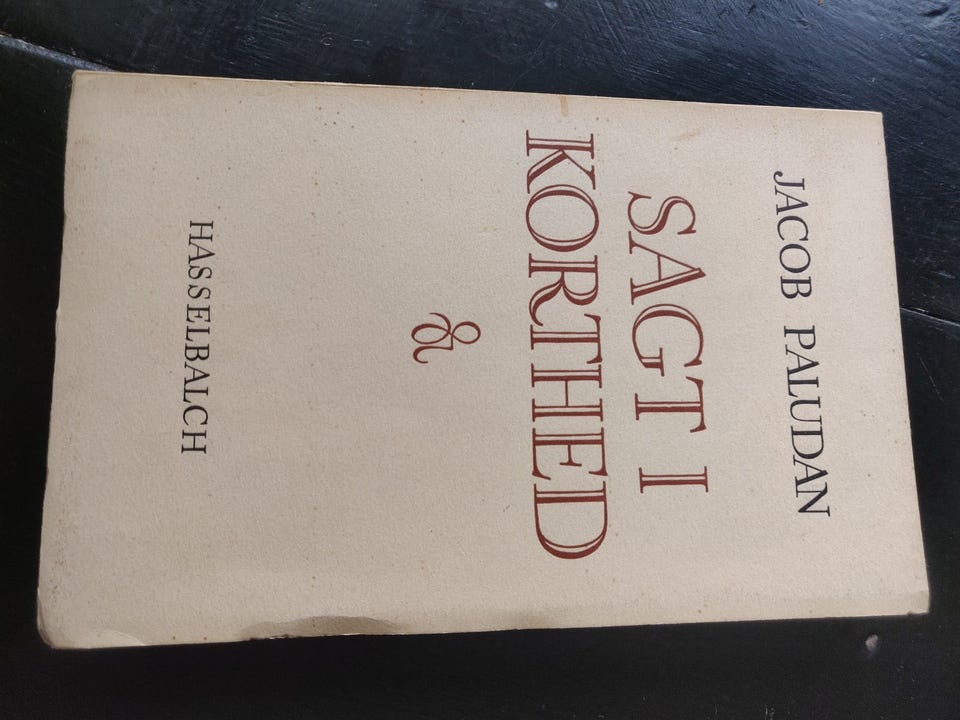 JACOB PALUDAN
SAGT I
KORTHED
&
HASSELBALCH